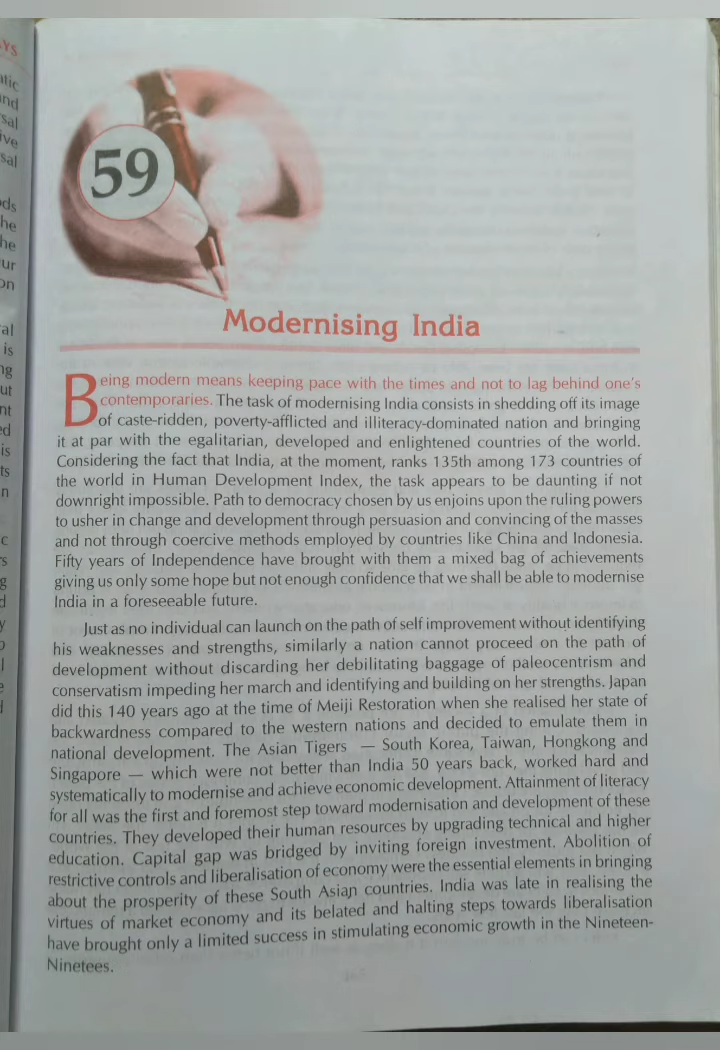 59
Modernising India
Being modern means keeping pace with the times and not to lag behind one's
contemporaries. The task of modernising India consists in shedding off its image
of caste-ridden, poverty-afflicted and illiteracy-dominated nation and bringing
it at par with the egalitarian, developed and enlightened countries of the world.
Considering the fact that India, at the moment, ranks 135th among 173 countries of
the world in Human Development Index, the task appears to be daunting if not
downright impossible. Path to democracy chosen by us enjoins upon the ruling powers
to usher in change and development through persuasion and convincing of the masses
and not through coercive methods employed by countries like China and Indonesia.
Fifty years of Independence have brought with them a mixed bag of achievements
giving us only some hope but not enough confidence that we shall be able to modernise
India in a foreseeable future.
Just as no individual can launch on the path of self improvement without identifying
his weaknesses and strengths, similarly a nation cannot proceed on the path of
development without discarding her debilitating baggage of paleocentrism and
conservatism impeding her march and identifying and building on her strengths. Japan
did this 140 years ago at the time of Meiji Restoration when she realised her state of
backwardness compared to the western nations and decided to emulate them in
national development. The Asian Tigers — South Korea, Taiwan, Hongkong and
Singapore — which were not better than India 50 years back, worked hard and
systematically to modernise and achieve economic development. Attainment of literacy
for all was the first and foremost step toward modernisation and development of these
countries. They developed their human resources by upgrading technical and higher
education. Capital gap was bridged by inviting foreign investment. Abolition of
restrictive controls and liberalisation of economy were the essential elements in bringing
about the prosperity of these South Asian countries. India was late in realising the
virtues of market economy and its belated and halting steps towards liberalisation
have brought only a limited success in stimulating economic growth in the Nineteen-
Ninetees.